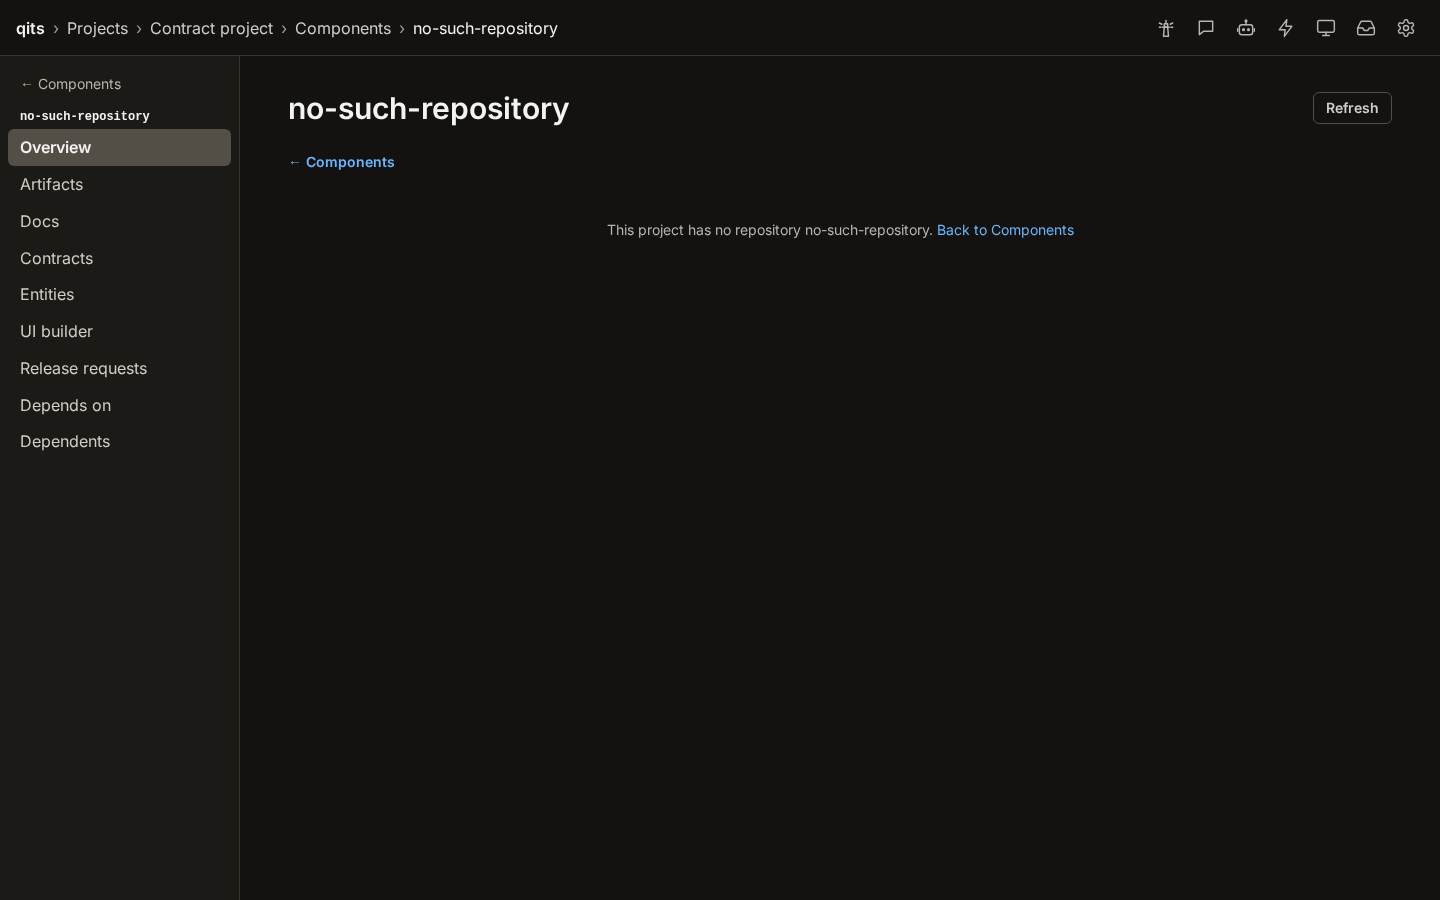 qits › Projects › Contract project › Components › no-such-repository
← Components
no-such-repository
Overview
Artifacts
Docs
Contracts
Entities
UI builder
Release requests
Depends on
Dependents
no-such-repository
Refresh
← Components
This project has no repository no-such-repository. Back to Components